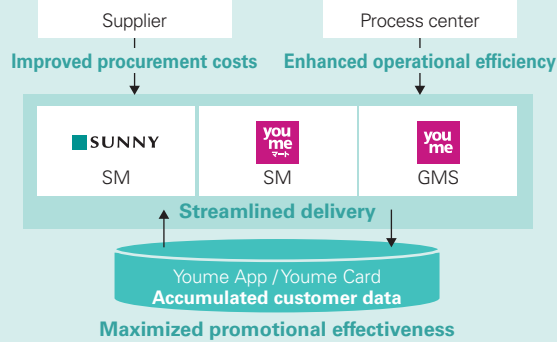 Supplier
Process center
Improved procurement costs
Enhanced operational efficiency
SUNNY
SM
you
me
マート
SM
you
me
GMS
Streamlined delivery
Youme App / Youme Card
Accumulated customer data
Maximized promotional effectiveness